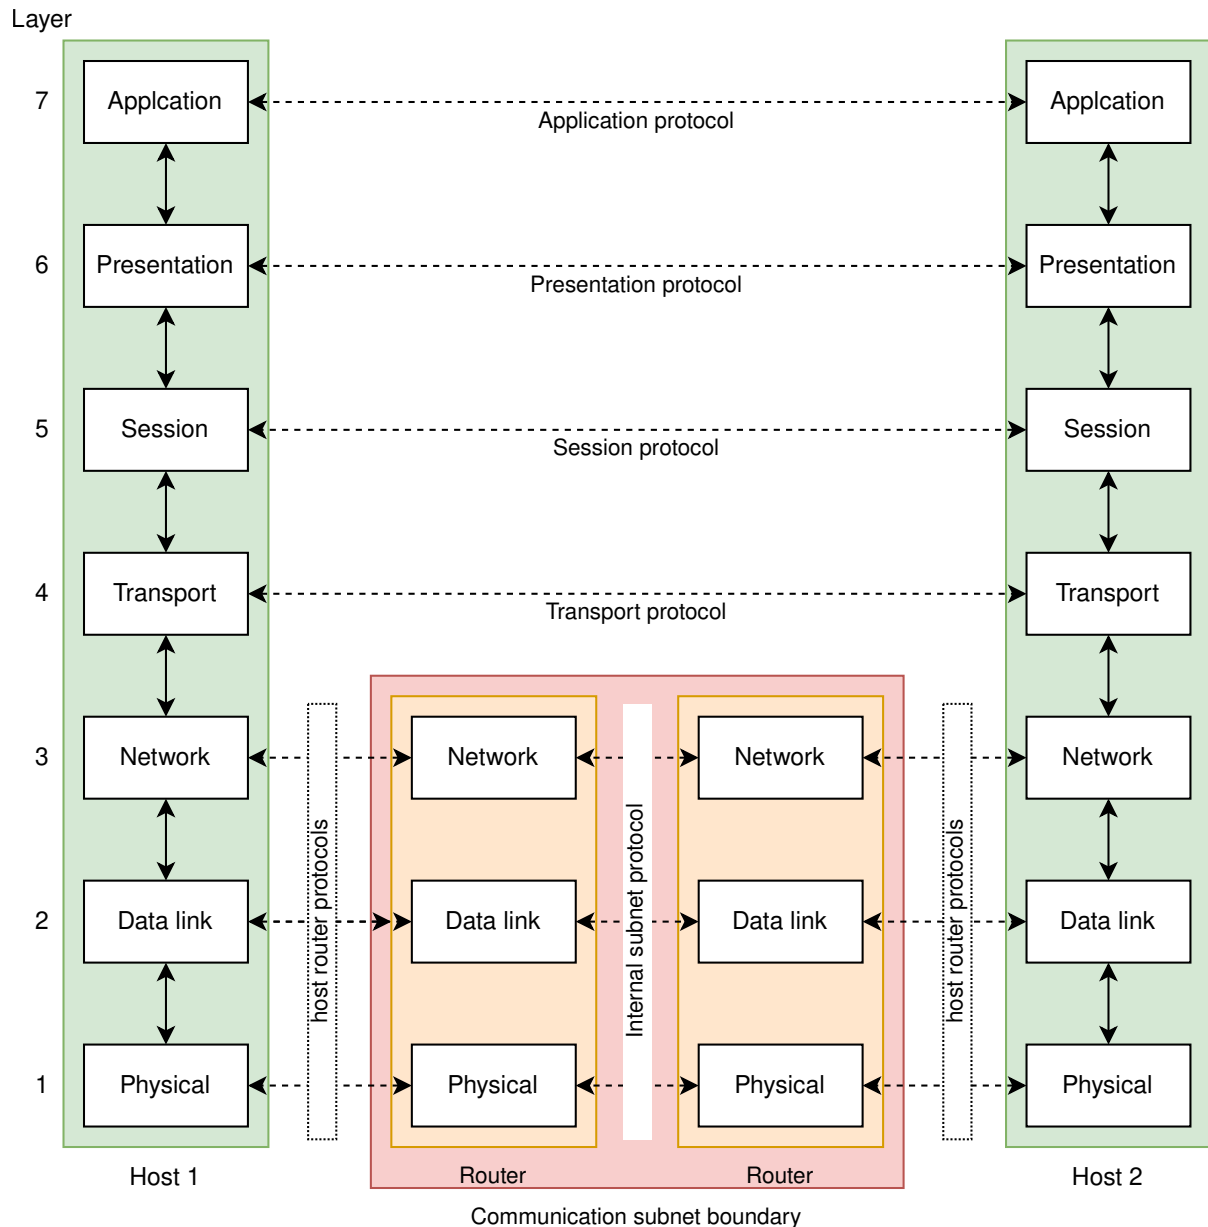 Layer
7
Applcation
Application protocol
Applcation
6
Presentation
Presentation protocol
Presentation
5
Session
Session protocol
Session
4
Transport
Transport protocol
Transport
3
Network
host router protocols
Network
Internal subnet protocol
Network
host router protocols
Network
2
Data link
Data link
Data link
Data link
1
Physical
Physical
Physical
Physical
Host 1
Router
Router
Host 2
Communication subnet boundary